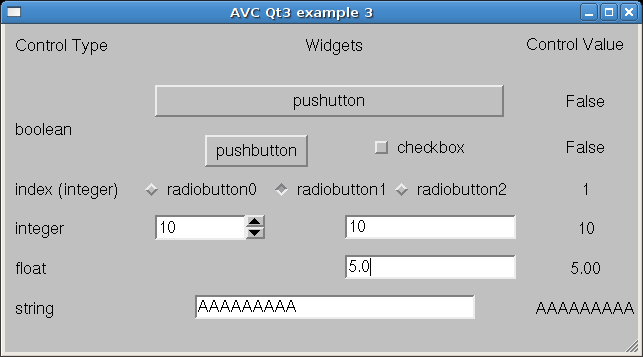 AVC Qt3 example 3
Control Type Widgets Control Value
pushutton False
boolean
pushbutton checkbox False
index (integer) radiobutton0 radiobutton1 radiobutton2 1
integer 10 10 10
float 5.0 5.00
string AAAAAAAAA AAAAAAAAA